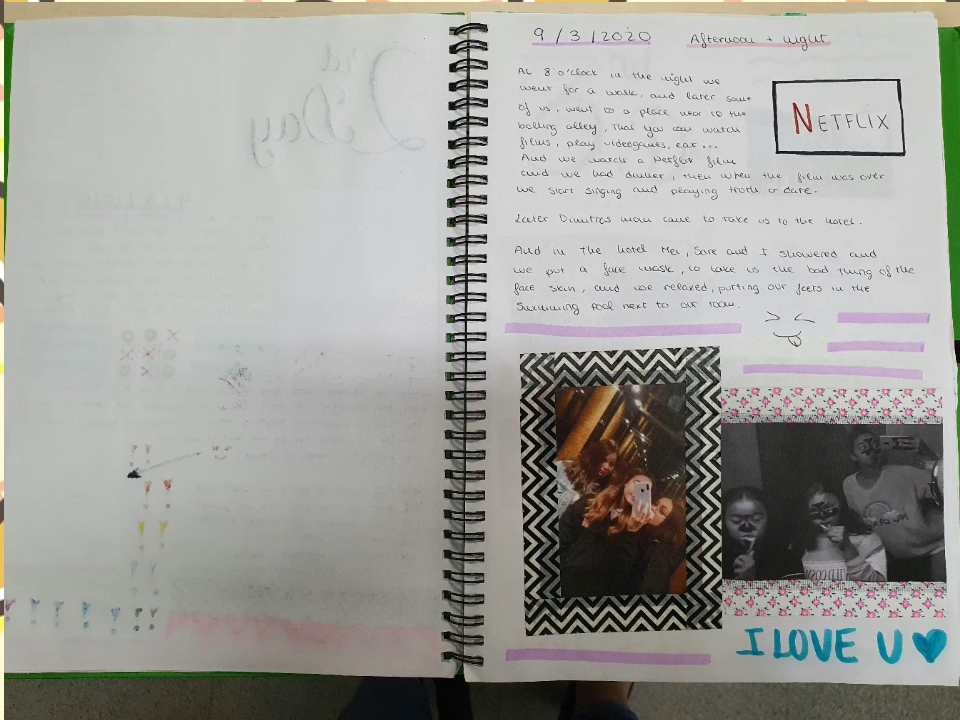 9/3/2020 Afternoon + night
At 8 o'clock in the night we
went for a walk, and later some
of us, went to a place near to the
bolling alley, that you can watch
films, play videogames, eat...
And we watch a Netflix film
and we had dinner, then when the film was over
we start singing and playing truth or dare.
NETFLIX
Later Dimitries mom came to take us to the hotel.
And in the hotel Mei, Sare and I showered and
we put a face mask, to take us the bad thing of the
face skin, and we relaxed, putting our feets in the
swimming pool next to our room.
I LOVE U